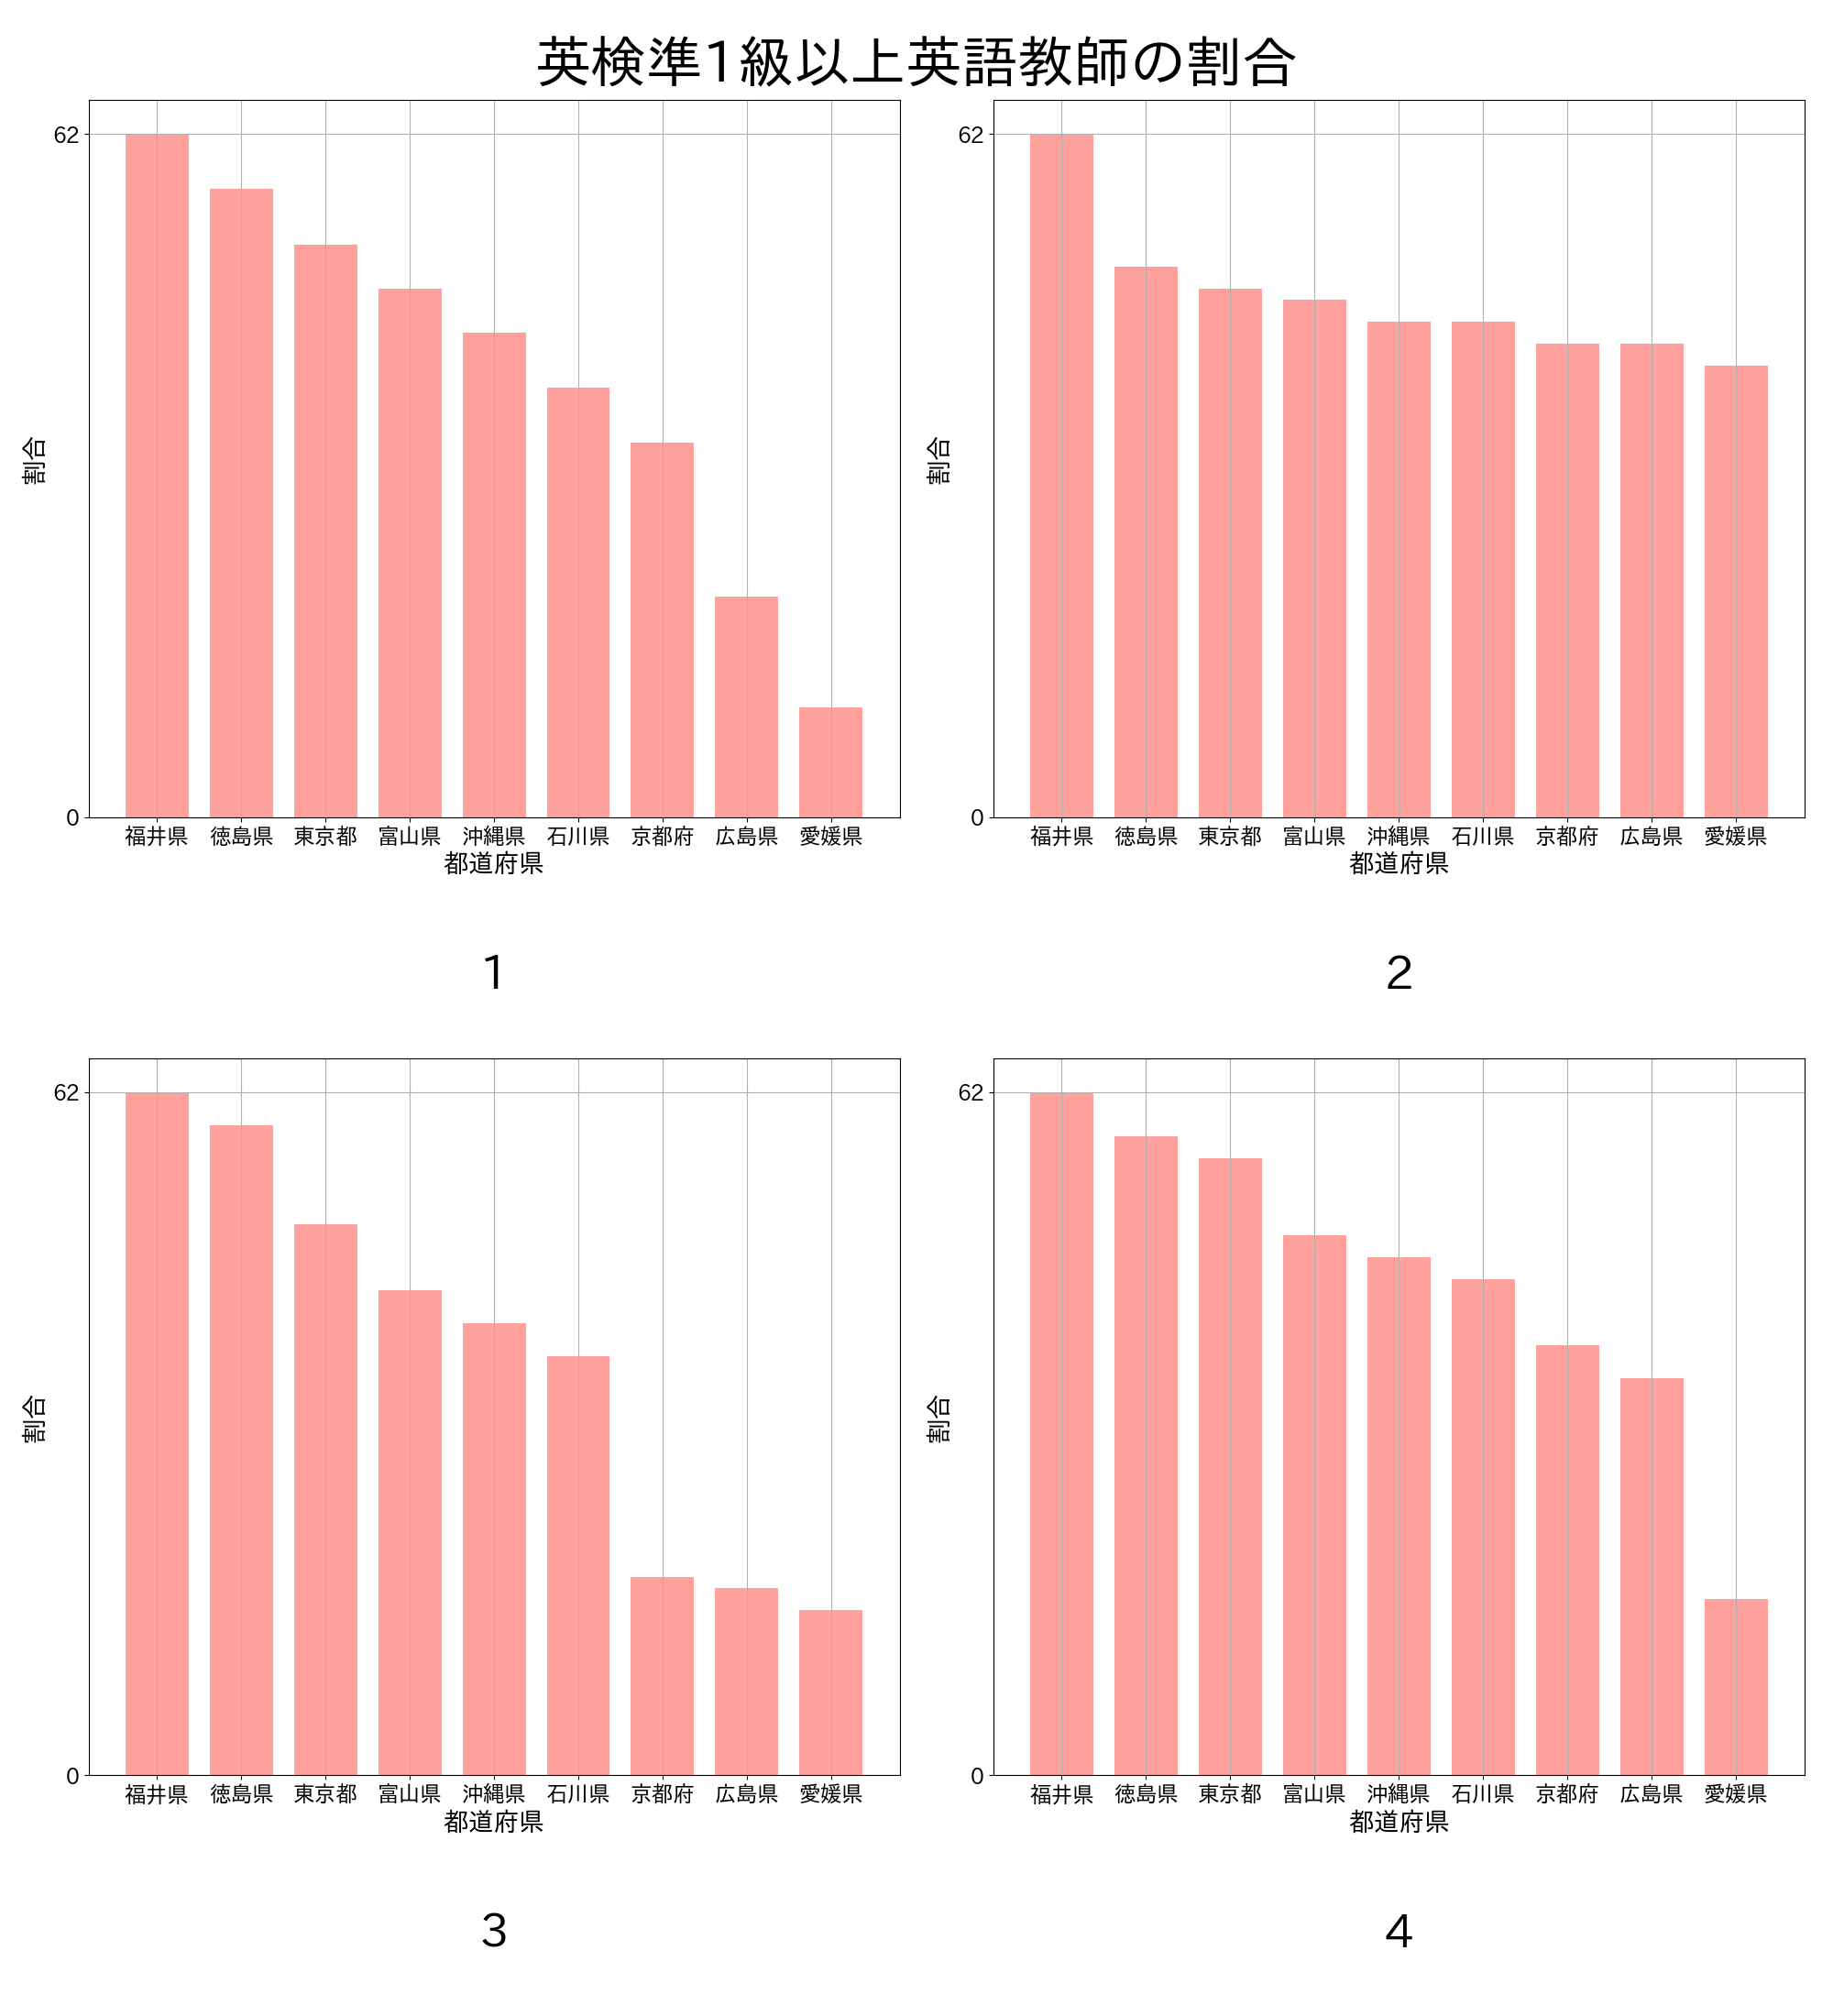 英検準1級以上英語教師の割合
62
0
割合
福井県 徳島県 東京都 富山県 沖縄県 石川県 京都府 広島県 愛媛県
都道府県
1
62
0
割合
福井県 徳島県 東京都 富山県 沖縄県 石川県 京都府 広島県 愛媛県
都道府県
2
62
0
割合
福井県 徳島県 東京都 富山県 沖縄県 石川県 京都府 広島県 愛媛県
都道府県
3
62
0
割合
福井県 徳島県 東京都 富山県 沖縄県 石川県 京都府 広島県 愛媛県
都道府県
4